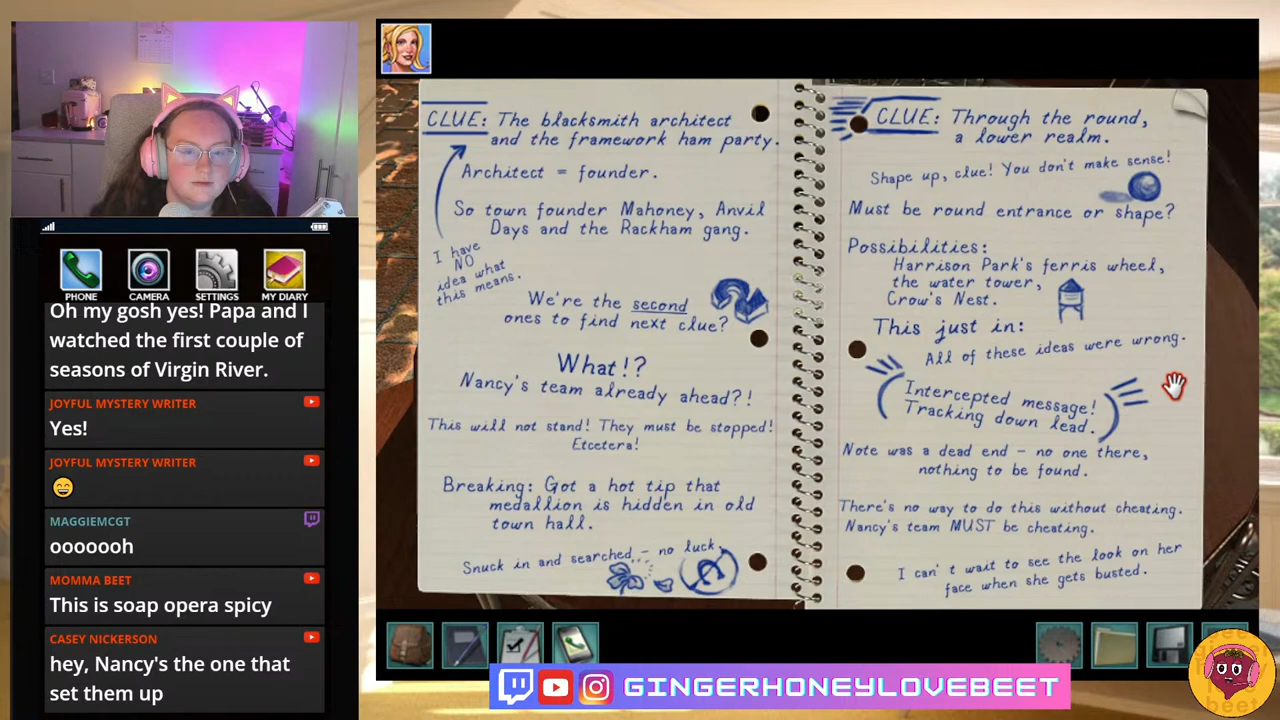 PHONE
CAMERA
SETTINGS
MY DIARY
Oh my gosh yes! Papa and I
watched the first couple of
seasons of Virgin River.
JOYFUL MYSTERY WRITER
Yes!
JOYFUL MYSTERY WRITER
😄
MAGGIEMCGT
ooooooh
MOMMA BEET
This is soap opera spicy
CASEY NICKERSON
hey, Nancy's the one that
set them up
CLUE: The blacksmith architect
and the framework ham party.
Architect = founder.
So town founder Mahoney, Anvil
Days and the Rackham gang.
I have
NO
idea what
this means.
We're the second
ones to find next clue?
What!?
Nancy's team already ahead?!
This will not stand! They must be stopped!
Etcetera!
Breaking: Got a hot tip that
medallion is hidden in old
town hall.
Snuck in and searched – no luck.
CLUE: Through the round,
a lower realm.
Shape up, clue! You don't make sense!
Must be round entrance or shape?
Possibilities:
Harrison Park's ferris wheel,
the water tower,
Crow's Nest.
This just in:
All of these ideas were wrong.
(Intercepted message!
Tracking down lead.)
Note was a dead end – no one there,
nothing to be found.
There's no way to do this without cheating.
Nancy's team MUST be cheating.
I can't wait to see the look on her
face when she gets busted.
GINGERHONEYLOVEBEET